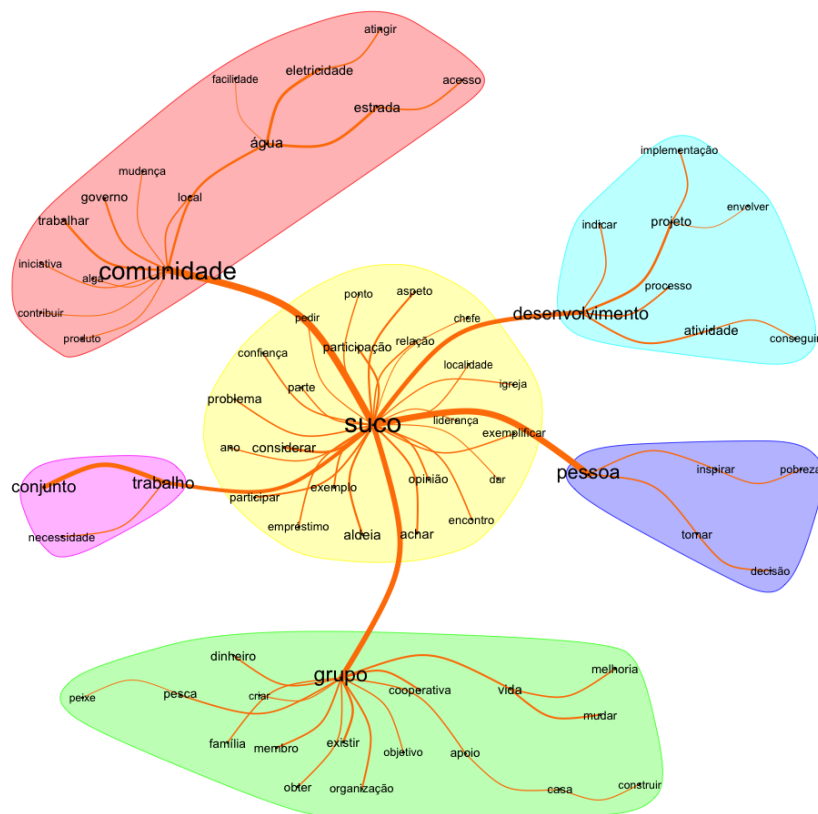 atingir
eletricidade
facilidade
acesso
estrada
água
mudança
governo
local
trabalhar
iniciativa
alga
comunidade
contribuir
produto
implementação
envolver
indicar
projeto
processo
desenvolvimento
atividade
conseguir
ponto
aspeto
pedir
chefe
participação
relação
confiança
localidade
parte
igreja
problema
suco
liderança
exemplificar
ano
considerar
participar
exemplo
opinião
dar
empréstimo
aldeia
achar
encontro
conjunto
trabalho
necessidade
pessoa
inspirar
pobreza
tomar
decisão
dinheiro
grupo
melhoria
peixe
pesca
criar
cooperativa
vida
mudar
família
membro
existir
objetivo
apoio
obter
organização
casa
construir